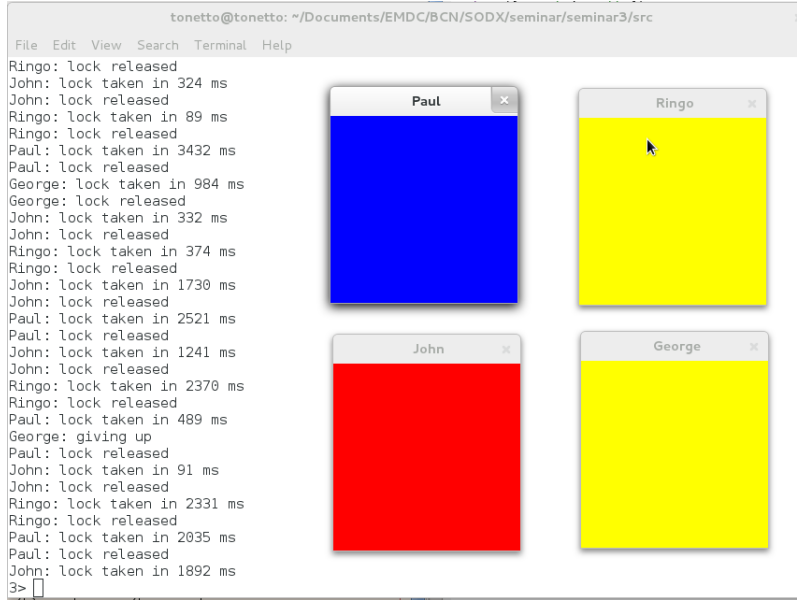 tonetto@tonetto: ~/Documents/EMDC/BCN/SODX/seminar/seminar3/src
File Edit View Search Terminal Help
Ringo: lock released
John: lock taken in 324 ms
John: lock released
Ringo: lock taken in 89 ms
Ringo: lock released
Paul: lock taken in 3432 ms
Paul: lock released
George: lock taken in 984 ms
George: lock released
John: lock taken in 332 ms
John: lock released
Ringo: lock taken in 374 ms
Ringo: lock released
John: lock taken in 1730 ms
John: lock released
Paul: lock taken in 2521 ms
Paul: lock released
John: lock taken in 1241 ms
John: lock released
Ringo: lock taken in 2370 ms
Ringo: lock released
Paul: lock taken in 489 ms
George: giving up
Paul: lock released
John: lock taken in 91 ms
John: lock released
Ringo: lock taken in 2331 ms
Ringo: lock released
Paul: lock taken in 2035 ms
Paul: lock released
John: lock taken in 1892 ms
3>
Paul
Ringo
John
George